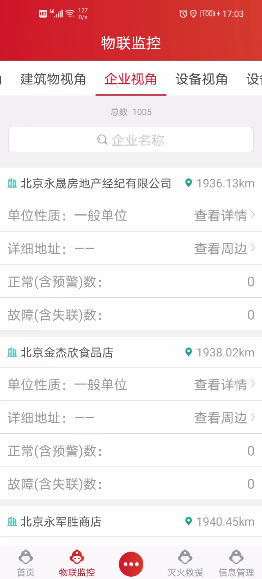 127 B/s 17:03
物联监控
建筑物视角 企业视角 设备视角 设
总数 1005
企业名称
北京永晟房地产经纪有限公司 1936.13km
单位性质：一般单位 查看详情
详细地址：—— 查看周边
正常(含预警)数： 0
故障(含失联)数： 0
北京金杰欣食品店 1938.02km
单位性质：一般单位 查看详情
详细地址：—— 查看周边
正常(含预警)数： 0
故障(含失联)数： 0
北京永军胜商店 1940.45km
首页 物联监控 灭火救援 信息管理